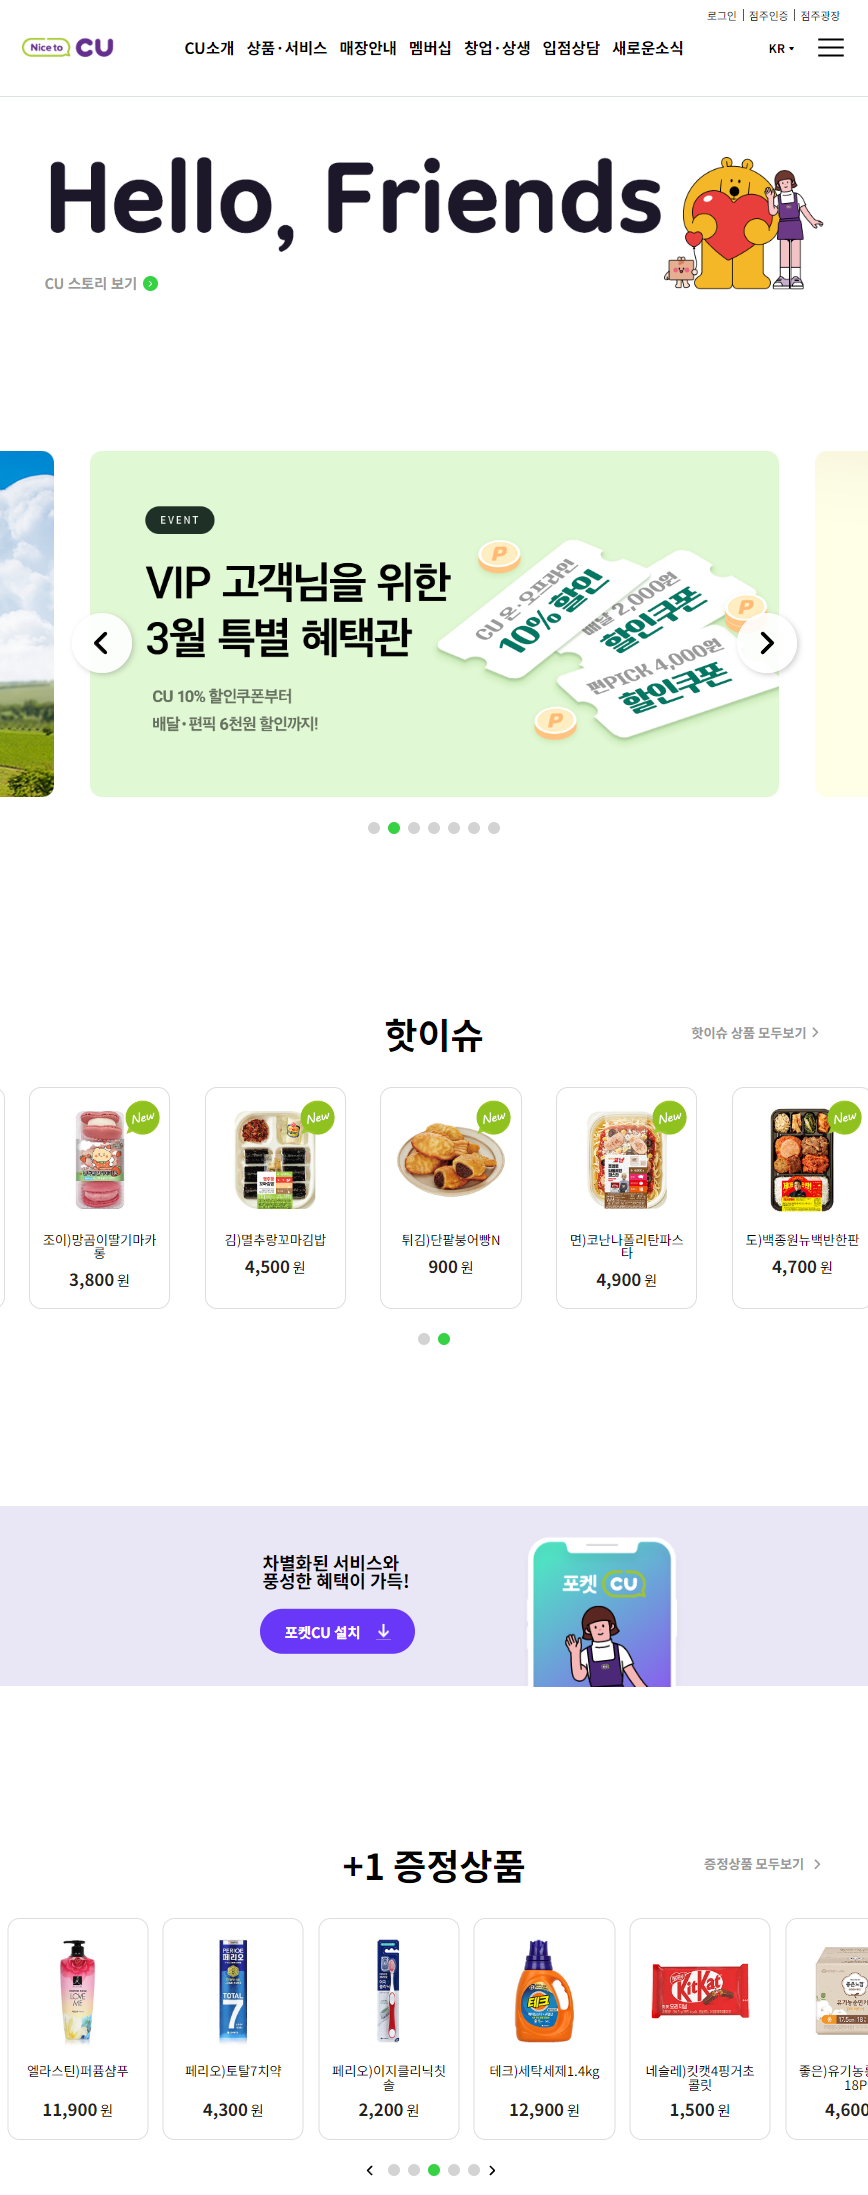 로그인 | 점주인증 | 점주광장
Nice to CU
CU소개 상품·서비스 매장안내 멤버십 창업·상생 입점상담 새로운소식
KR
Hello, Friends
CU 스토리 보기
EVENT
VIP 고객님을 위한
3월 특별 혜택관
CU 10% 할인쿠폰부터
배달·편픽 6천원 할인까지!
CU 온·오프라인
10% 할인
배달 2,000원
할인쿠폰
편PICK 4,000원
할인쿠폰
P
P
P
핫이슈
핫이슈 상품 모두보기
New
New
New
New
New
조이)망곰이딸기마카
롱
3,800 원
김)멸추랑꼬마김밥
4,500 원
튀김)단팥붕어빵N
900 원
면)코난나폴리탄파스
타
4,900 원
도)백종원뉴백반한판
4,700 원
차별화된 서비스와
풍성한 혜택이 가득!
포켓CU 설치
포켓 CU
+1 증정상품
증정상품 모두보기
LOVE
ME
PERIOE
페리오
TOTAL
7
테크
KitKat
엘라스틴)퍼퓸샴푸
11,900 원
페리오)토탈7치약
4,300 원
페리오)이지클리닉칫
솔
2,200 원
테크)세탁세제1.4kg
12,900 원
네슬레)킷캣4핑거초
콜릿
1,500 원
좋은)유기농
18P
4,600